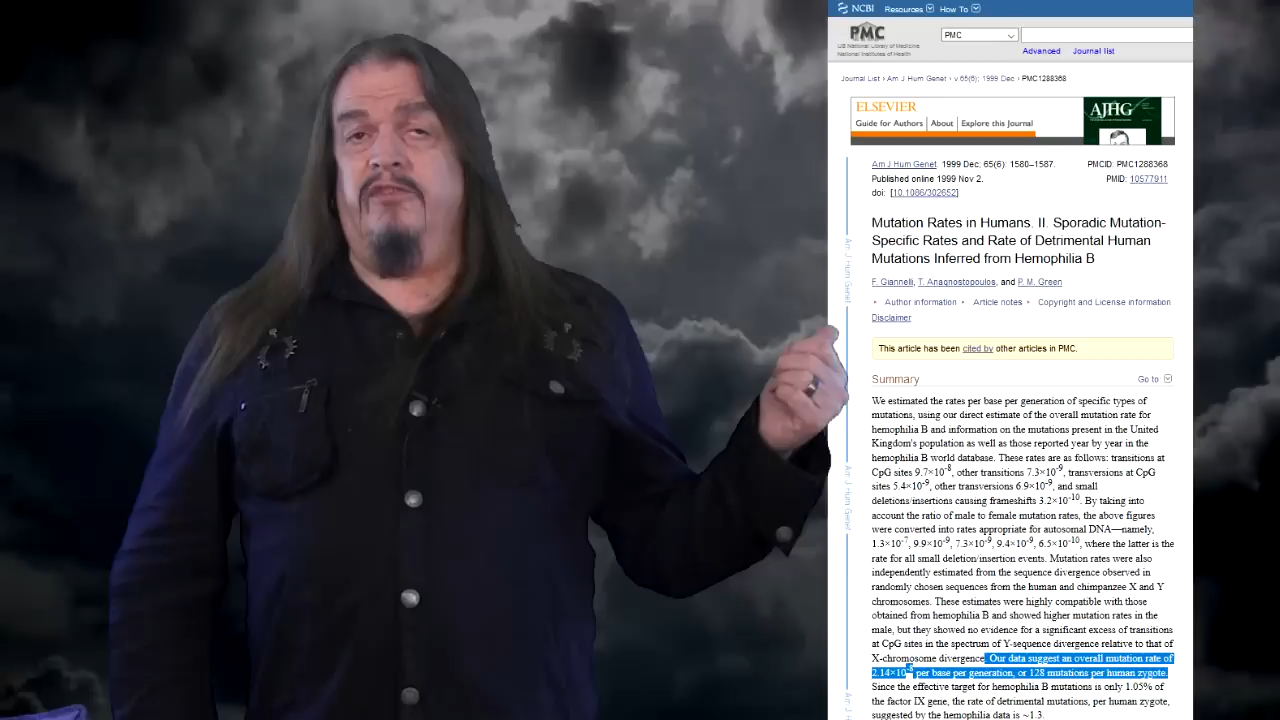 NCBI Resources How To
PMC
US National Library of Medicine
National Institutes of Health
PMC
Advanced Journal list
Journal List › Am J Hum Genet › v.65(6); 1999 Dec › PMC1288368
ELSEVIER
Guide for Authors About Explore this Journal
AJHG
Am J Hum Genet. 1999 Dec; 65(6): 1580–1587. PMCID: PMC1288368
Published online 1999 Nov 2. PMID: 10577911
doi: [10.1086/302652]
Mutation Rates in Humans. II. Sporadic Mutation-
Specific Rates and Rate of Detrimental Human
Mutations Inferred from Hemophilia B
F. Giannelli, T. Anagnostopoulos, and P. M. Green
Author information Article notes Copyright and License information
Disclaimer
This article has been cited by other articles in PMC.
Summary Go to
We estimated the rates per base per generation of specific types of
mutations, using our direct estimate of the overall mutation rate for
hemophilia B and information on the mutations present in the United
Kingdom's population as well as those reported year by year in the
hemophilia B world database. These rates are as follows: transitions at
CpG sites 9.7×10⁻⁸, other transitions 7.3×10⁻⁹, transversions at CpG
sites 5.4×10⁻⁹, other transversions 6.9×10⁻⁹, and small
deletions/insertions causing frameshifts 3.2×10⁻¹⁰. By taking into
account the ratio of male to female mutation rates, the above figures
were converted into rates appropriate for autosomal DNA—namely,
1.3×10⁻⁷, 9.9×10⁻⁹, 7.3×10⁻⁹, 9.4×10⁻⁹, 6.5×10⁻¹⁰, where the latter is the
rate for all small deletion/insertion events. Mutation rates were also
independently estimated from the sequence divergence observed in
randomly chosen sequences from the human and chimpanzee X and Y
chromosomes. These estimates were highly compatible with those
obtained from hemophilia B and showed higher mutation rates in the
male, but they showed no evidence for a significant excess of transitions
at CpG sites in the spectrum of Y-sequence divergence relative to that of
X-chromosome divergence. Our data suggest an overall mutation rate of
2.14×10⁻⁸ per base per generation, or 128 mutations per human zygote.
Since the effective target for hemophilia B mutations is only 1.05% of
the factor IX gene, the rate of detrimental mutations, per human zygote,
suggested by the hemophilia data is ~1.3.
Am J Hum Genet
Am J Hum Genet